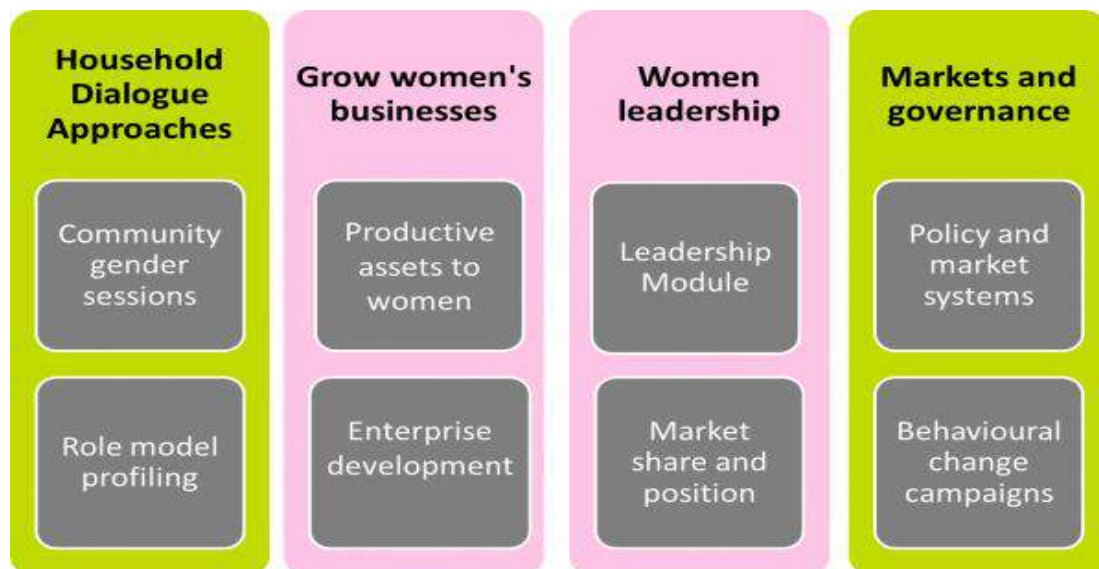 Household
Dialogue
Approaches
Community
gender
sessions
Role model
profiling
Grow women's
businesses
Productive
assets to
women
Enterprise
development
Women
leadership
Leadership
Module
Market
share and
position
Markets and
governance
Policy and
market
systems
Behavioural
change
campaigns